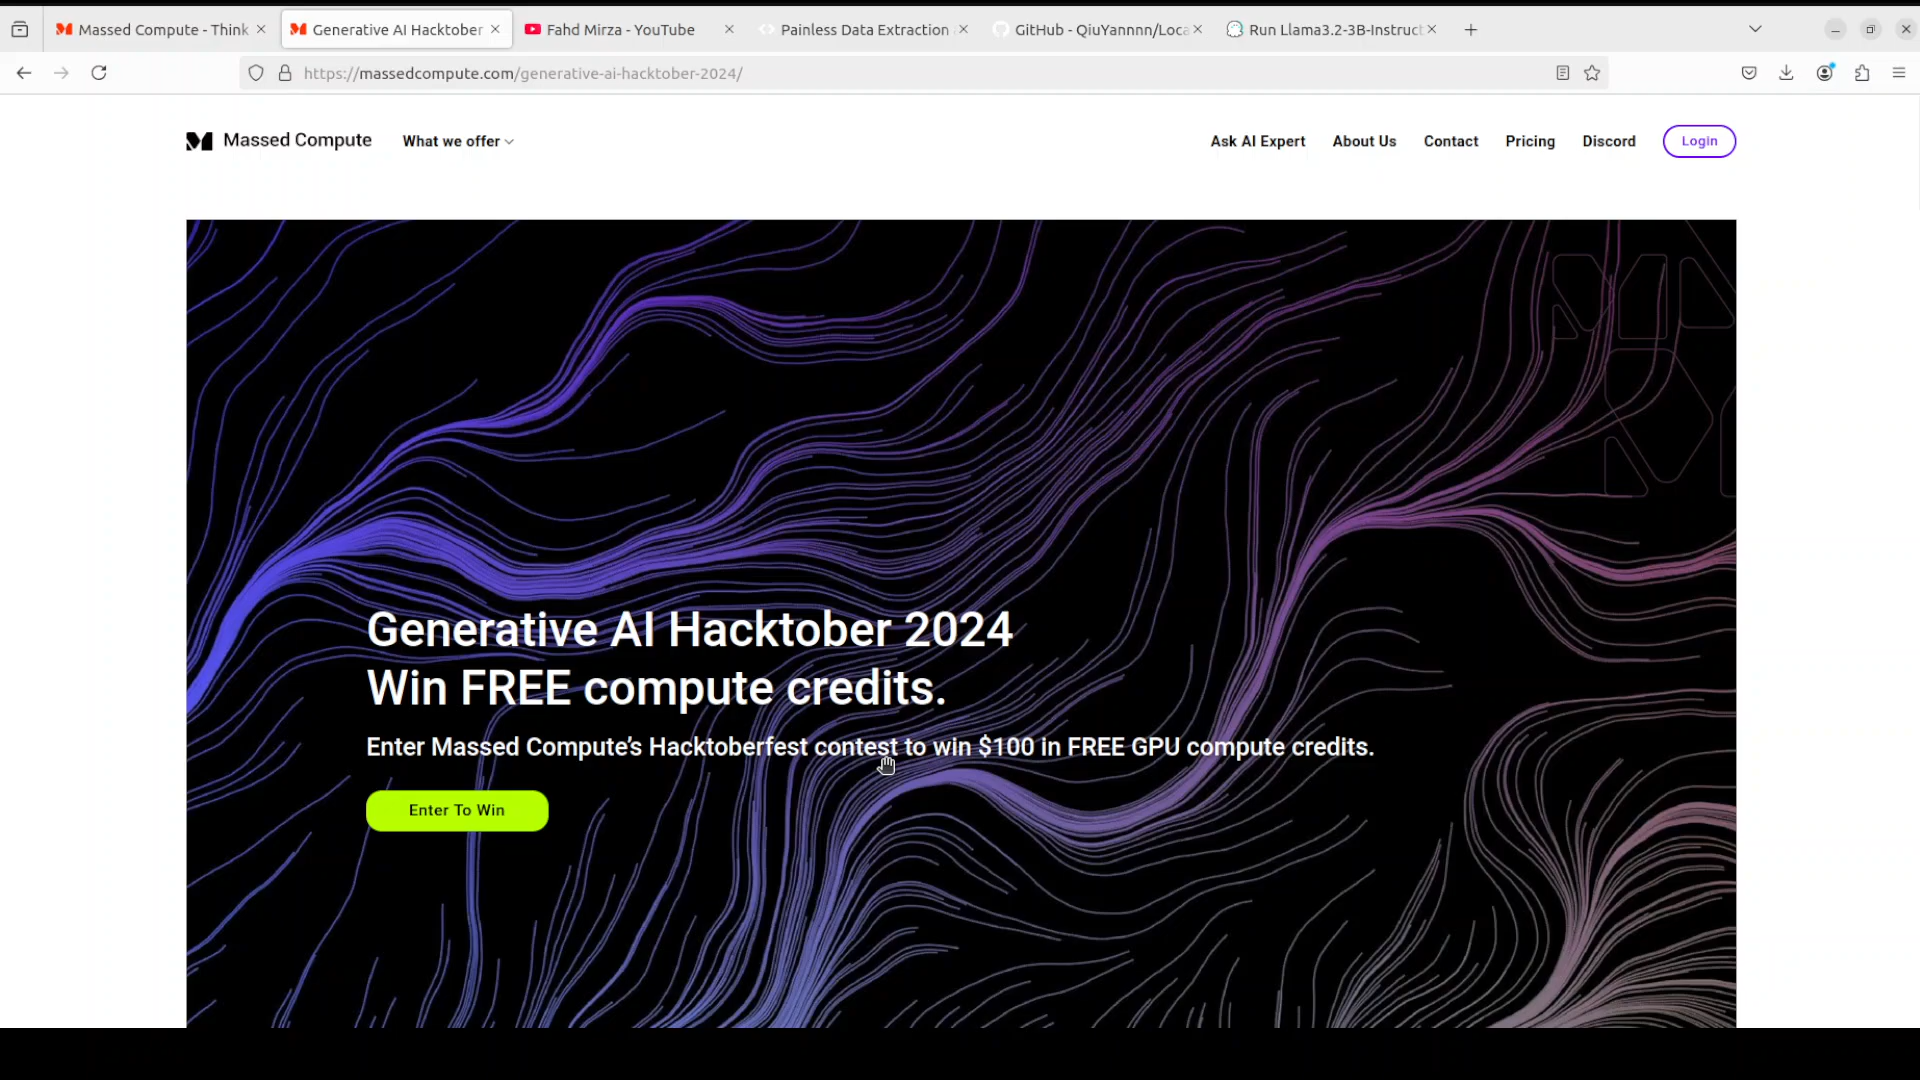 Massed Compute - Think
Generative AI Hacktober
Fahd Mirza - YouTube
Painless Data Extraction
GitHub - QiuYannnn/Loca
Run Llama3.2-3B-Instruct
https://massedcompute.com/generative-ai-hacktober-2024/
Massed Compute
What we offer
Ask AI Expert
About Us
Contact
Pricing
Discord
Login
Generative AI Hacktober 2024
Win FREE compute credits.
Enter Massed Compute’s Hacktoberfest contest to win $100 in FREE GPU compute credits.
Enter To Win